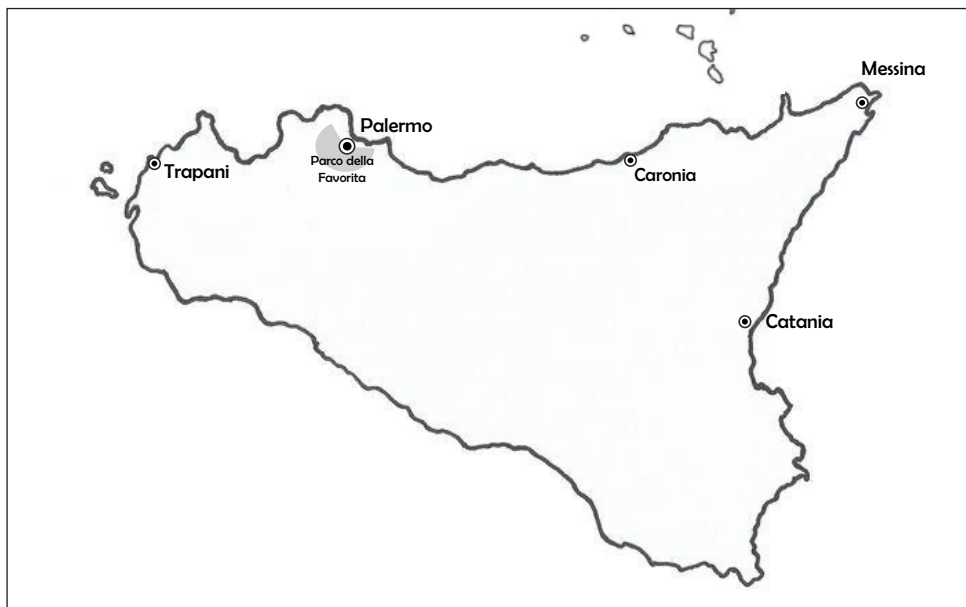 Messina
Palermo
Parco della
Favorita
Trapani
Caronia
Catania